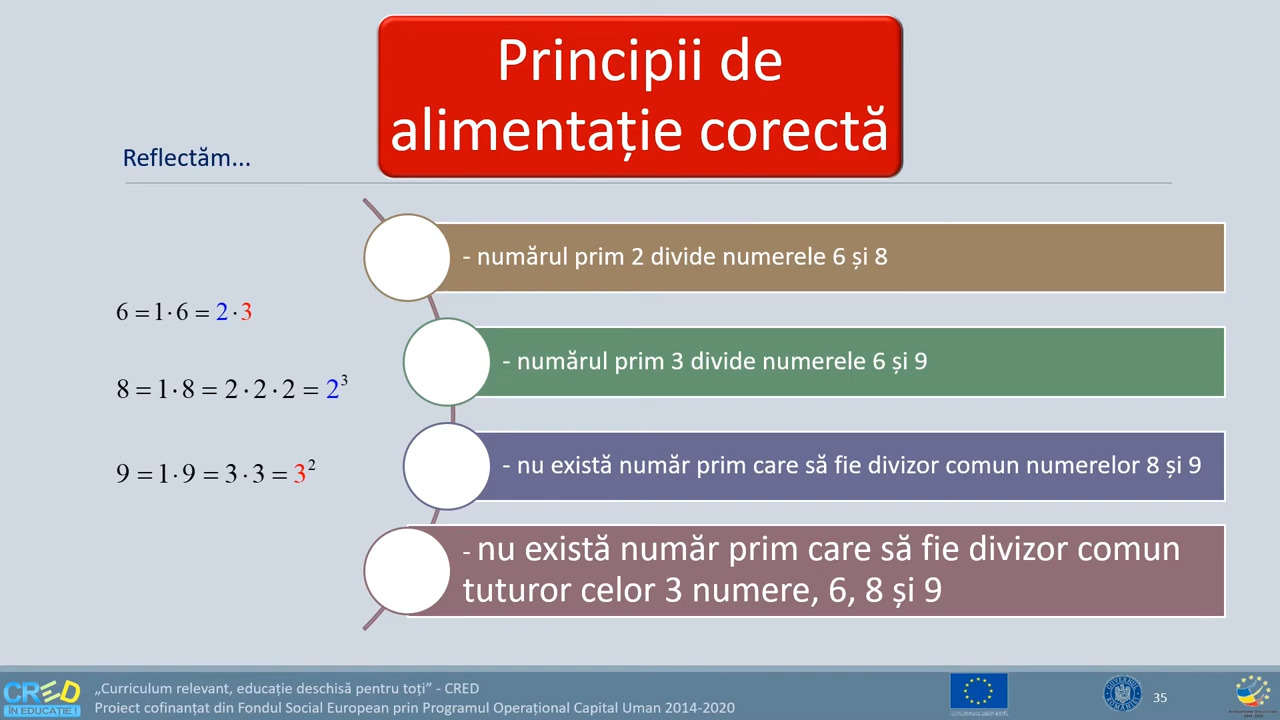 Principii de
alimentație corectă
Reflectăm...
- numărul prim 2 divide numerele 6 și 8
6 = 1·6 = 2·3
- numărul prim 3 divide numerele 6 și 9
8 = 1·8 = 2·2·2 = 2³
- nu există număr prim care să fie divizor comun numerelor 8 și 9
9 = 1·9 = 3·3 = 3²
- nu există număr prim care să fie divizor comun
tuturor celor 3 numere, 6, 8 și 9
CRED
ÎN EDUCAȚIE !
„Curriculum relevant, educație deschisă pentru toți” - CRED
Proiect cofinanțat din Fondul Social European prin Programul Operațional Capital Uman 2014-2020
35